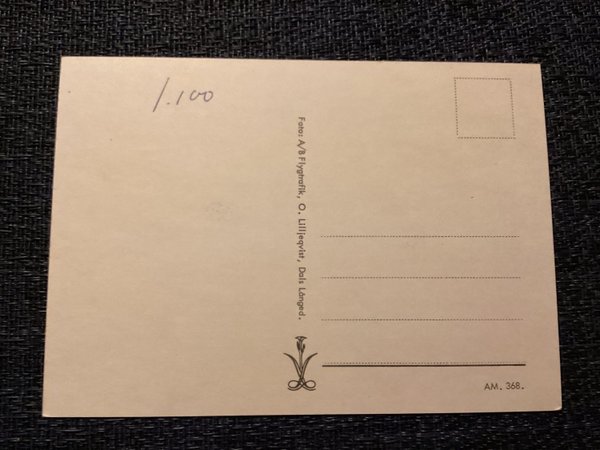 1.100
Foto: A/B Flygtrafik, O. Lilljeqvist, Dals Långed.
AM. 368.